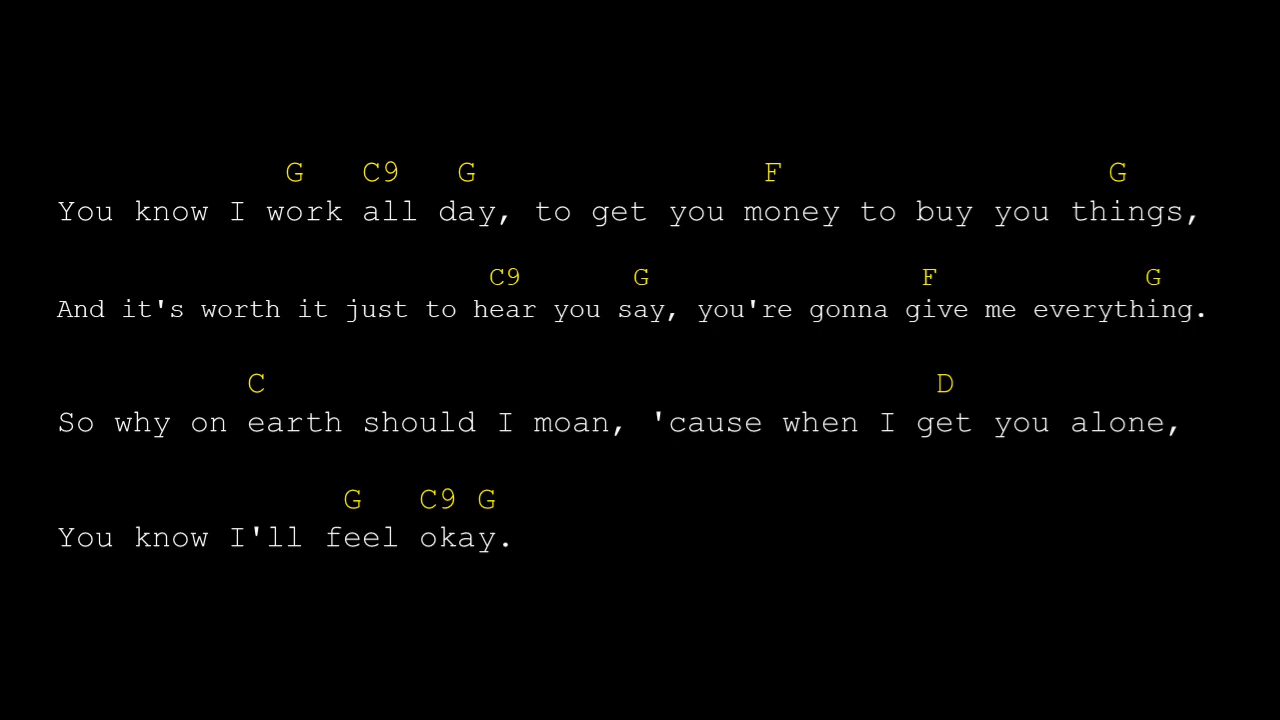 G C9 G F G
You know I work all day, to get you money to buy you things,
C9 G F G
And it's worth it just to hear you say, you're gonna give me everything.
C D
So why on earth should I moan, 'cause when I get you alone,
G C9 G
You know I'll feel okay.